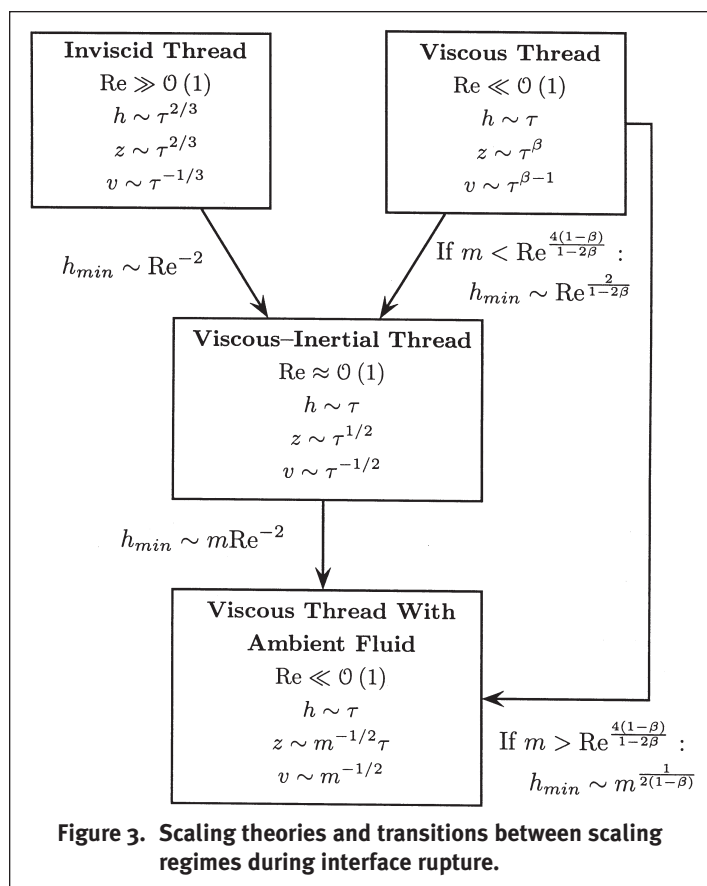 Inviscid Thread
Re ≫ 𝒪 (1)
h ∼ τ^{2/3}
z ∼ τ^{2/3}
v ∼ τ^{−1/3}
Viscous Thread
Re ≪ 𝒪 (1)
h ∼ τ
z ∼ τ^β
v ∼ τ^{β−1}
h_{min} ∼ Re^{−2}
If m < Re^{\frac{4(1−β)}{1−2β}} :
h_{min} ∼ Re^{\frac{2}{1−2β}}
Viscous–Inertial Thread
Re ≈ 𝒪 (1)
h ∼ τ
z ∼ τ^{1/2}
v ∼ τ^{−1/2}
h_{min} ∼ mRe^{−2}
Viscous Thread With
Ambient Fluid
Re ≪ 𝒪 (1)
h ∼ τ
z ∼ m^{−1/2}τ
v ∼ m^{−1/2}
If m > Re^{\frac{4(1−β)}{1−2β}} :
h_{min} ∼ m^{\frac{1}{2(1−β)}}
Figure 3. Scaling theories and transitions between scaling
regimes during interface rupture.